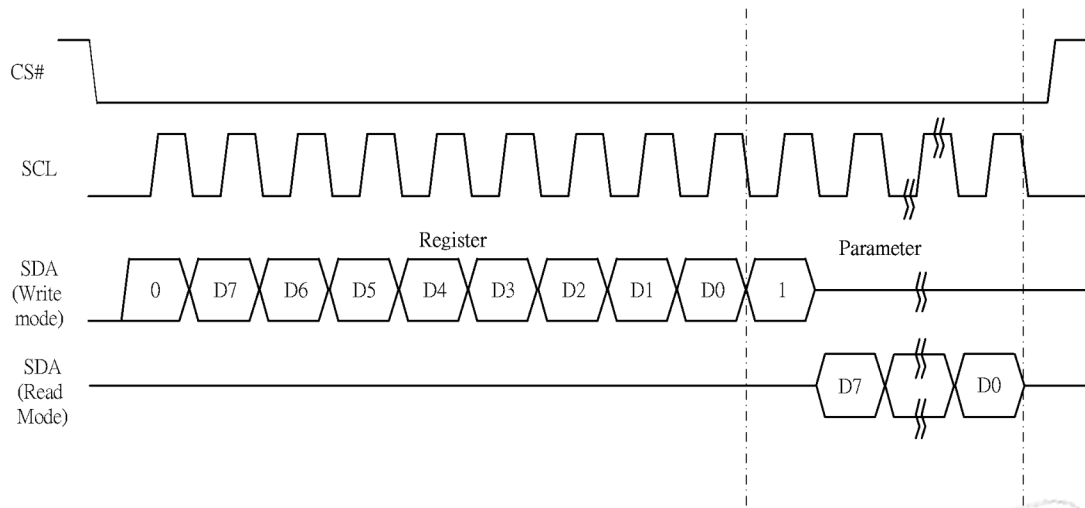 CS#
SCL
Register
Parameter
SDA
(Write
mode)
0 D7 D6 D5 D4 D3 D2 D1 D0 1
SDA
(Read
Mode)
D7 D0